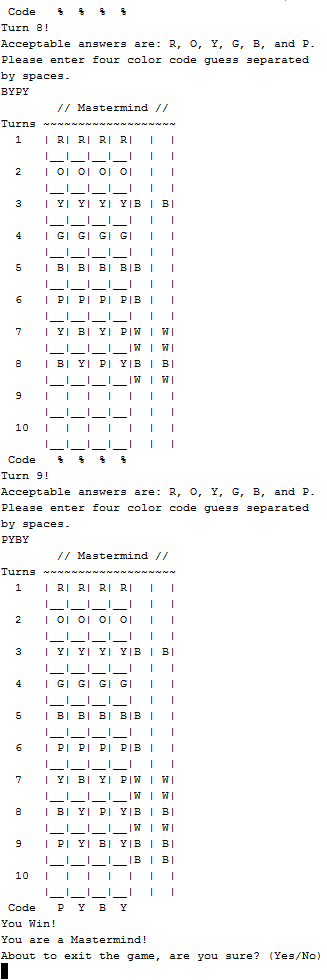 Code   %  %  %  %
Turn 8!
Acceptable answers are: R, O, Y, G, B, and P.
Please enter four color code guess separated
by spaces.
BYPY
        // Mastermind //
Turns ~~~~~~~~~~~~~~~~~~~
  1   | R| R| R| R|  |  |
      |__|__|__|__|  |  |
  2   | O| O| O| O|  |  |
      |__|__|__|__|  |  |
  3   | Y| Y| Y| Y|B | B|
      |__|__|__|__|  |  |
  4   | G| G| G| G|  |  |
      |__|__|__|__|  |  |
  5   | B| B| B| B|B |  |
      |__|__|__|__|  |  |
  6   | P| P| P| P|B |  |
      |__|__|__|__|  |  |
  7   | Y| B| Y| P|W | W|
      |__|__|__|__|W | W|
  8   | B| Y| P| Y|B | B|
      |__|__|__|__|W | W|
  9   |  |  |  |  |  |  |
      |__|__|__|__|  |  |
  10  |  |  |  |  |  |  |
      |__|__|__|__|  |  |
Code   %  %  %  %
Turn 9!
Acceptable answers are: R, O, Y, G, B, and P.
Please enter four color code guess separated
by spaces.
PYBY
        // Mastermind //
Turns ~~~~~~~~~~~~~~~~~~~
  1   | R| R| R| R|  |  |
      |__|__|__|__|  |  |
  2   | O| O| O| O|  |  |
      |__|__|__|__|  |  |
  3   | Y| Y| Y| Y|B | B|
      |__|__|__|__|  |  |
  4   | G| G| G| G|  |  |
      |__|__|__|__|  |  |
  5   | B| B| B| B|B |  |
      |__|__|__|__|  |  |
  6   | P| P| P| P|B |  |
      |__|__|__|__|  |  |
  7   | Y| B| Y| P|W | W|
      |__|__|__|__|W | W|
  8   | B| Y| P| Y|B | B|
      |__|__|__|__|W | W|
  9   | P| Y| B| Y|B | B|
      |__|__|__|__|B | B|
  10  |  |  |  |  |  |  |
      |__|__|__|__|  |  |
Code   P  Y  B  Y
You Win!
You are a Mastermind!
About to exit the game, are you sure? (Yes/No)